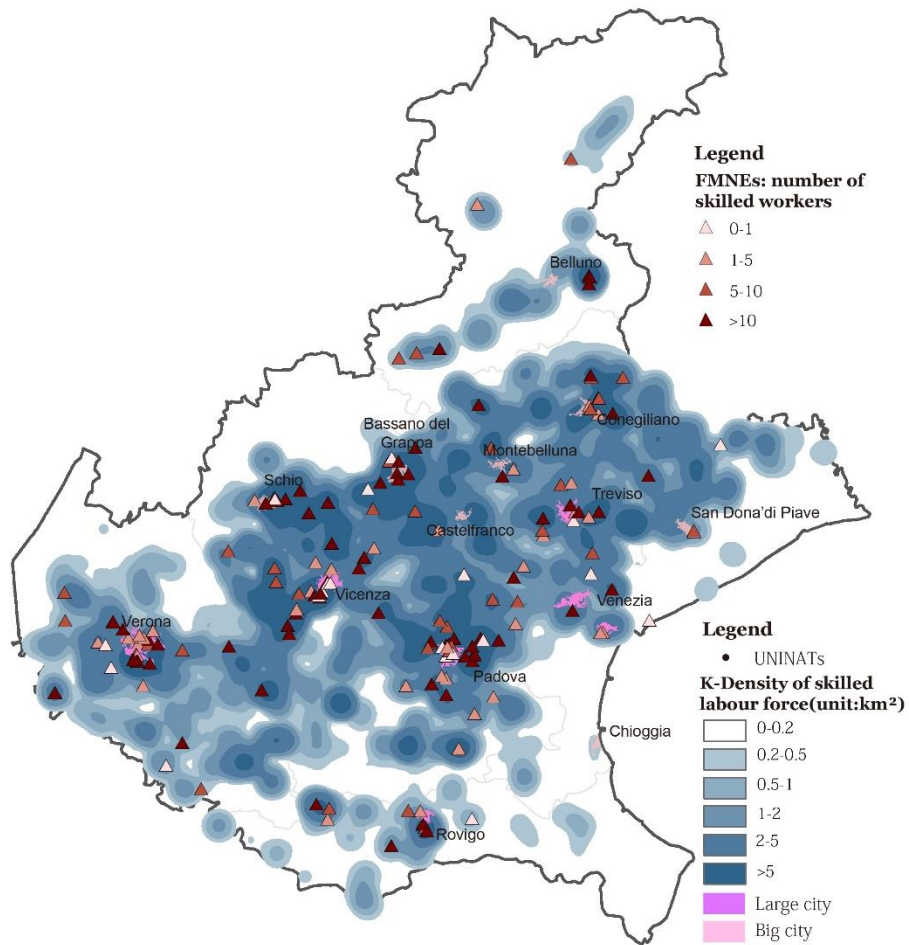 Legend
FMNEs: number of
skilled workers
0-1
1-5
5-10
>10
Belluno
Conegiliano
Bassano del
Grappa
Montebelluna
Schio
Treviso
San Dona'di Piave
Castelfranco
Vicenza
Venezia
Verona
Padova
Chioggia
Rovigo
Legend
UNINATs
K-Density of skilled
labour force(unit:km²)
0-0.2
0.2-0.5
0.5-1
1-2
2-5
>5
Large city
Big city